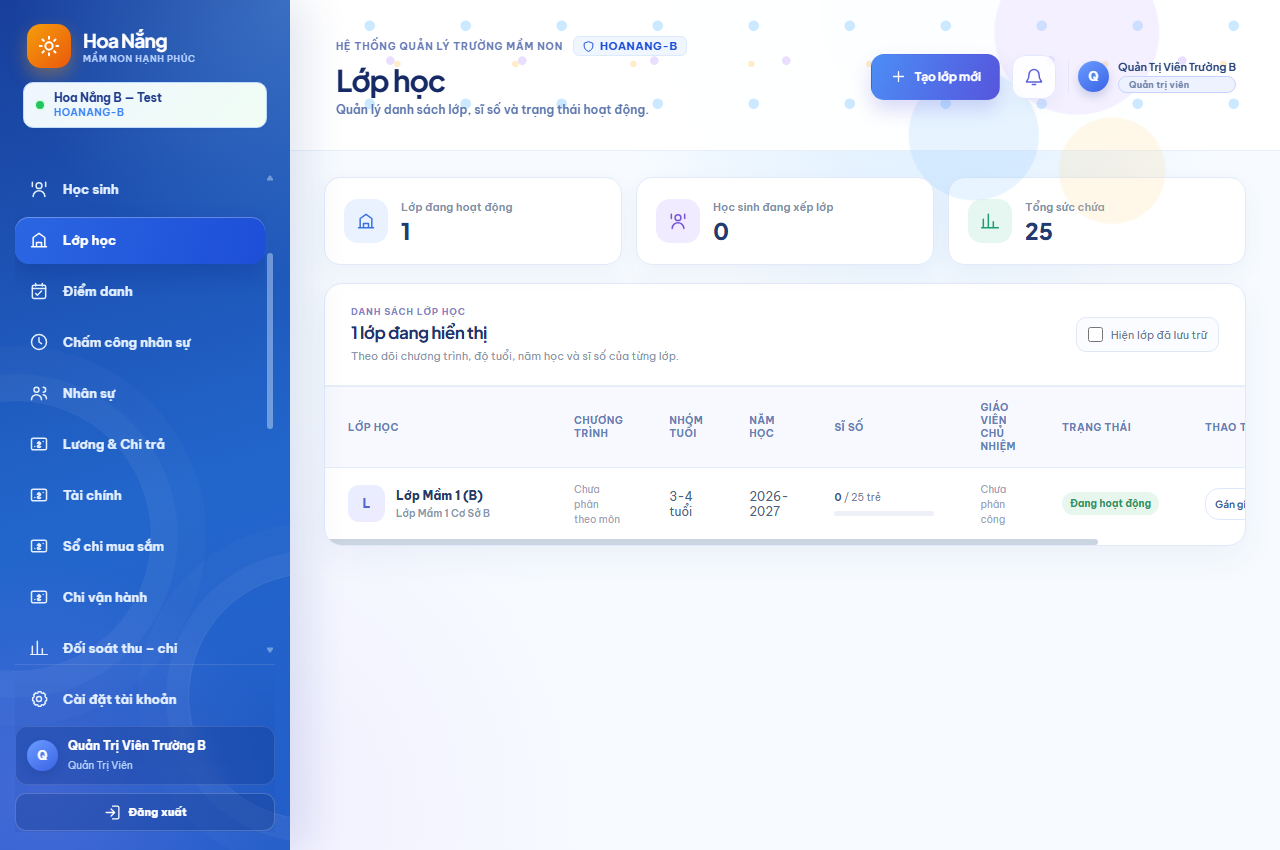 Hoa Nắng
MẦM NON HẠNH PHÚC
Hoa Nắng B – Test
HOANANG-B
Học sinh
Lớp học
Điểm danh
Chấm công nhân sự
Nhân sự
Lương & Chi trả
Tài chính
Sổ chi mua sắm
Chi vận hành
Đối soát thu – chi
Cài đặt tài khoản
Q
Quản Trị Viên Trường B
Quản Trị Viên
Đăng xuất
HỆ THỐNG QUẢN LÝ TRƯỜNG MẦM NON
HOANANG-B
Lớp học
Quản lý danh sách lớp, sĩ số và trạng thái hoạt động.
Tạo lớp mới
Q
Quản Trị Viên Trường B
Quản trị viên
Lớp đang hoạt động
1
Học sinh đang xếp lớp
0
Tổng sức chứa
25
DANH SÁCH LỚP HỌC
1 lớp đang hiển thị
Theo dõi chương trình, độ tuổi, năm học và sĩ số của từng lớp.
Hiện lớp đã lưu trữ
LỚP HỌC
CHƯƠNG
TRÌNH
NHÓM
TUỔI
NĂM
HỌC
SĨ SỐ
GIÁO
VIÊN
CHỦ
NHIỆM
TRẠNG THÁI
THAO T
L
Lớp Mầm 1 (B)
Lớp Mầm 1 Cơ Sở B
Chưa
phân
theo môn
3-4
tuổi
2026-
2027
0 / 25 trẻ
Chưa
phân
công
Đang hoạt động
Gán gi